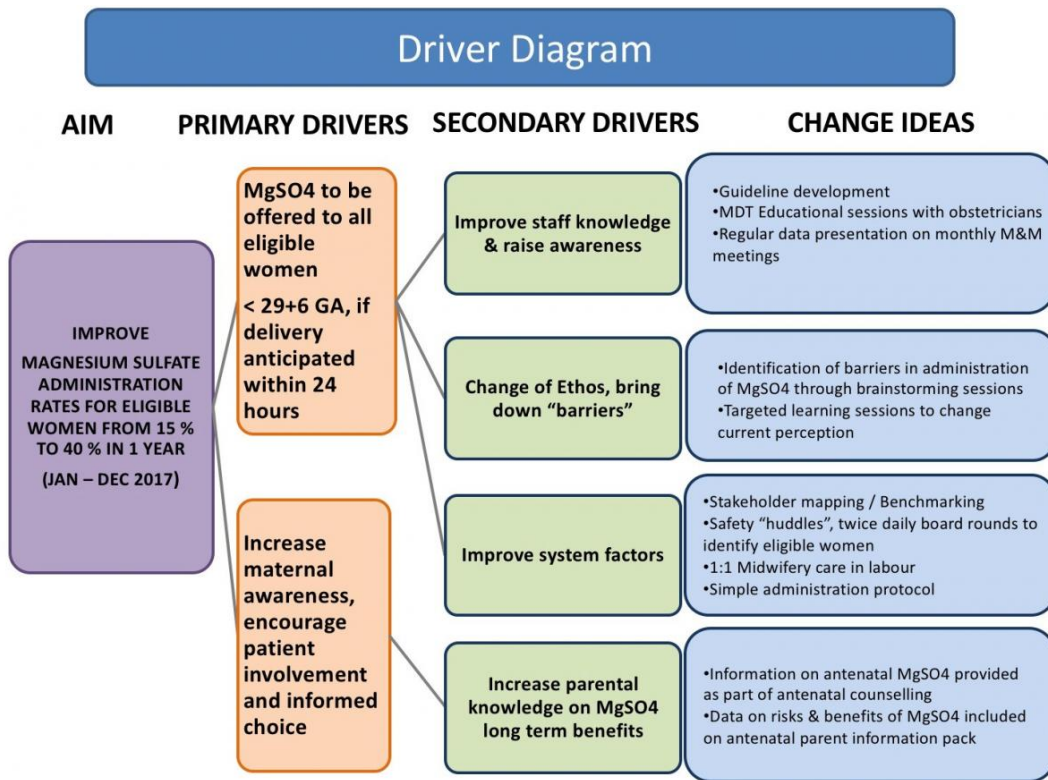 Driver Diagram
AIM
PRIMARY DRIVERS
SECONDARY DRIVERS
CHANGE IDEAS
IMPROVE
MAGNESIUM SULFATE
ADMINISTRATION
RATES FOR ELIGIBLE
WOMEN FROM 15 %
TO 40 % IN 1 YEAR
(JAN – DEC 2017)
MgSO4 to be
offered to all
eligible
women
< 29+6 GA, if
delivery
anticipated
within 24
hours
Increase
maternal
awareness,
encourage
patient
involvement
and informed
choice
Improve staff knowledge
& raise awareness
Change of Ethos, bring
down “barriers”
Improve system factors
Increase parental
knowledge on MgSO4
long term benefits
•Guideline development
•MDT Educational sessions with obstetricians
•Regular data presentation on monthly M&M
meetings
•Identification of barriers in administration
of MgSO4 through brainstorming sessions
•Targeted learning sessions to change
current perception
•Stakeholder mapping / Benchmarking
•Safety “huddles”, twice daily board rounds to
identify eligible women
•1:1 Midwifery care in labour
•Simple administration protocol
•Information on antenatal MgSO4 provided
as part of antenatal counselling
•Data on risks & benefits of MgSO4 included
on antenatal parent information pack